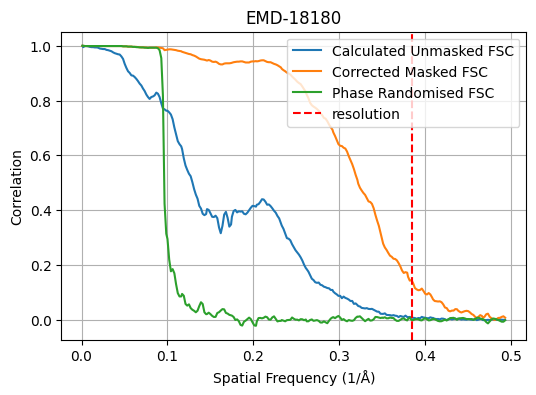 EMD-18180
Calculated Unmasked FSC
Corrected Masked FSC
Phase Randomised FSC
resolution
Correlation
1.0
0.8
0.6
0.4
0.2
0.0
0.0 0.1 0.2 0.3 0.4 0.5
Spatial Frequency (1/Å)